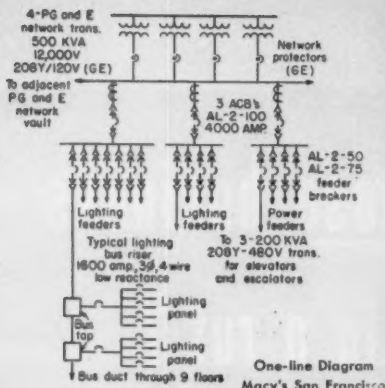 4-PG and E
network trans.
500 KVA
12,000V
208Y/120V (GE)
Network
protectors
(GE)
To adjacent
PG and E
network
vault
3 ACB's
AL-2-100
4000 AMP.
AL-2-50
AL-2-75
feeder
breakers
Lighting
feeders
Lighting
feeders
Power
feeders
Typical lighting
bus riser
1600 amp, 3Ø, 4 wire
low reactance
To 3-200 KVA
208Y-480V trans.
for elevators
and escalators
Lighting
panel
Bus
tap
Lighting
panel
Bus duct through 9 floors
One-line Diagram
Macy's San Francisco